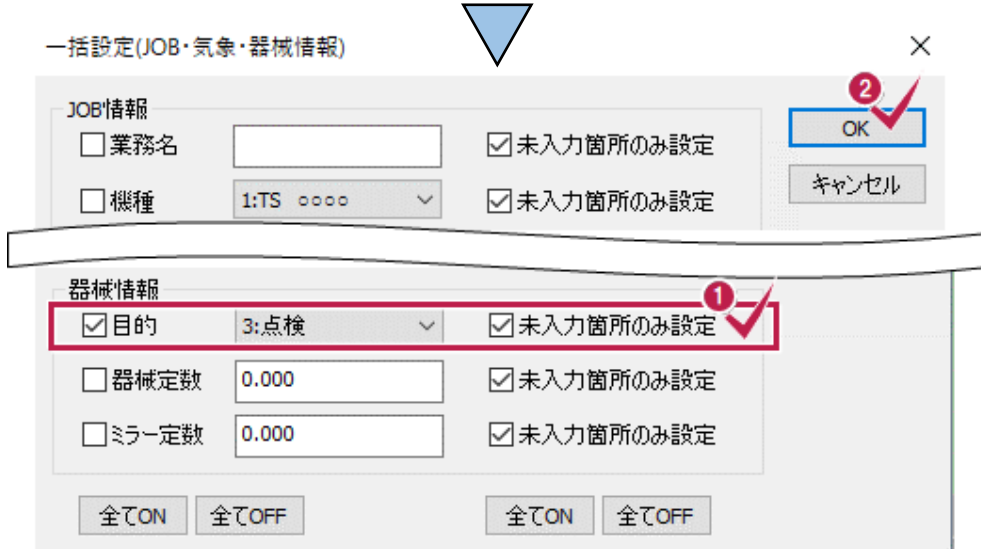 一括設定(JOB・気象・器械情報)
JOB情報
2
業務名 未入力箇所のみ設定 OK
機種 1:TS ○○○○ 未入力箇所のみ設定 キャンセル
器械情報
1
目的 3:点検 未入力箇所のみ設定
器械定数 0.000 未入力箇所のみ設定
ミラー定数 0.000 未入力箇所のみ設定
全てON 全てOFF 全てON 全てOFF